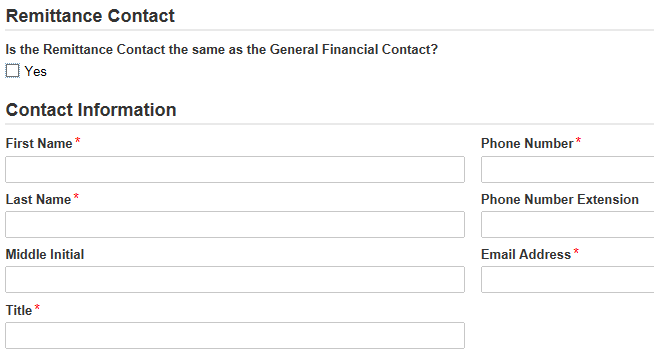 Remittance Contact
Is the Remittance Contact the same as the General Financial Contact?
Yes
Contact Information
First Name *
Phone Number *
Last Name *
Phone Number Extension
Middle Initial
Email Address *
Title *